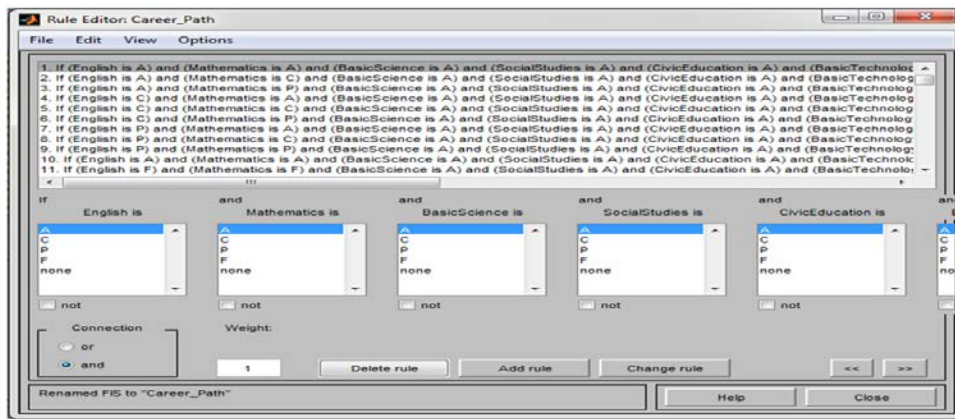 Rule Editor: Career_Path
File Edit View Options
1. If (English is A) and (Mathematics is A) and (BasicScience is A) and (SocialStudies is A) and (CivicEducation is A) and (BasicTechnolog
2. If (English is A) and (Mathematics is C) and (BasicScience is A) and (SocialStudies is A) and (CivicEducation is A) and (BasicTechnolog
3. If (English is A) and (Mathematics is P) and (BasicScience is A) and (SocialStudies is A) and (CivicEducation is A) and (BasicTechnolog
4. If (English is C) and (Mathematics is A) and (BasicScience is A) and (SocialStudies is A) and (CivicEducation is A) and (BasicTechnolog
5. If (English is C) and (Mathematics is C) and (BasicScience is A) and (SocialStudies is A) and (CivicEducation is A) and (BasicTechnolog
6. If (English is C) and (Mathematics is P) and (BasicScience is A) and (SocialStudies is A) and (CivicEducation is A) and (BasicTechnolog
7. If (English is P) and (Mathematics is A) and (BasicScience is A) and (SocialStudies is A) and (CivicEducation is A) and (BasicTechnolog
8. If (English is P) and (Mathematics is C) and (BasicScience is A) and (SocialStudies is A) and (CivicEducation is A) and (BasicTechnolog
9. If (English is P) and (Mathematics is P) and (BasicScience is A) and (SocialStudies is A) and (CivicEducation is A) and (BasicTechnolog
10. If (English is A) and (Mathematics is A) and (BasicScience is A) and (SocialStudies is A) and (CivicEducation is A) and (BasicTechnolo
11. If (English is F) and (Mathematics is F) and (BasicScience is A) and (SocialStudies is A) and (CivicEducation is A) and (BasicTechnolo
If and and and and
English is Mathematics is BasicScience is SocialStudies is CivicEducation is
A A A A A A
C C C C C C
P P P P P P
F F F F F F
none none none none none
not not not not not
Connection Weight:
or
and 1 Delete rule Add rule Change rule << >>
Renamed FIS to "Career_Path" Help Close